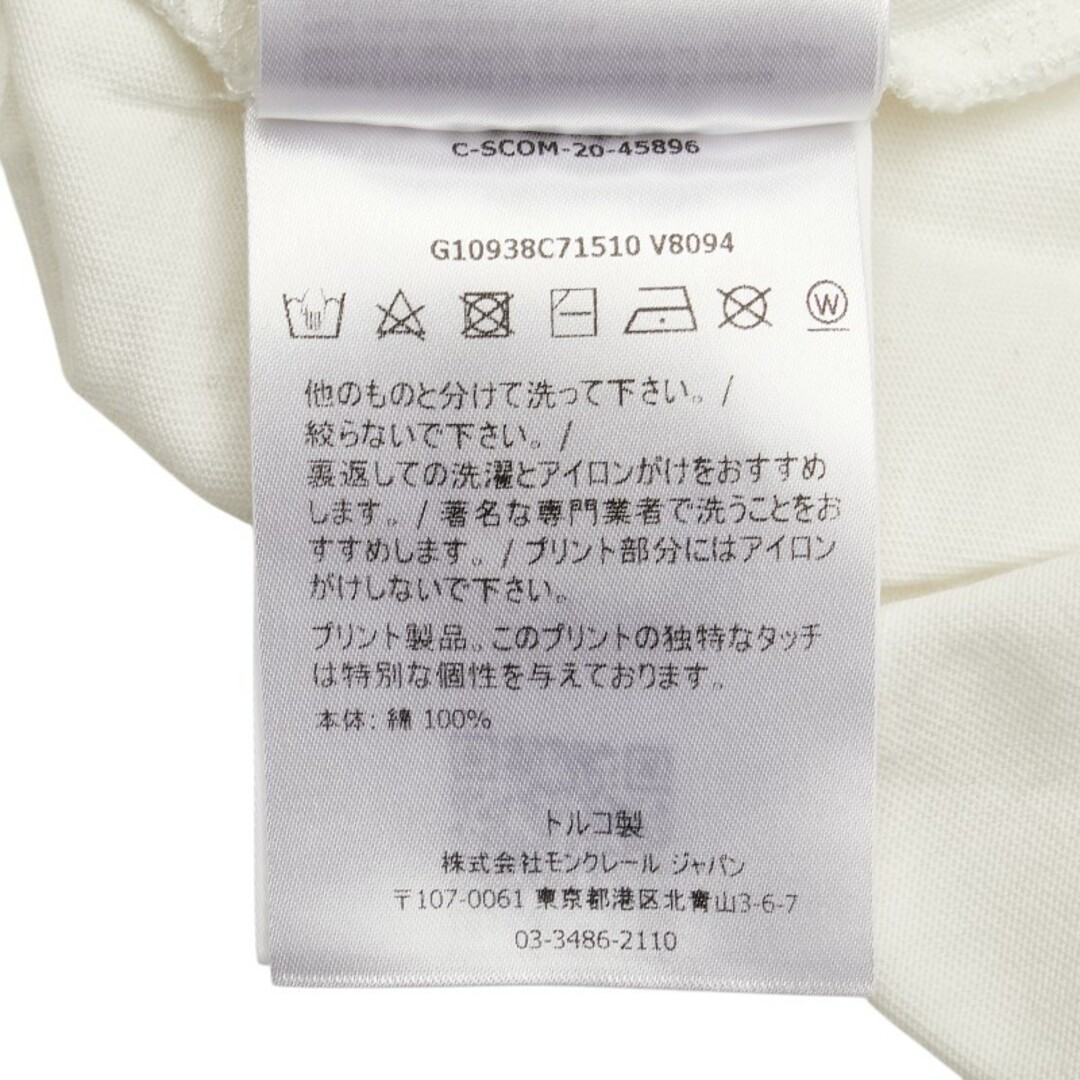 C-SCOM-20-45896
G10938C71510 V8094
W
他のものと分けて洗って下さい。/
絞らないで下さい。/
裏返しての洗濯とアイロンがけをおすすめ
します。/ 著名な専門業者で洗うことをお
すすめします。/ プリント部分にはアイロン
がけしないで下さい。
プリント製品。このプリントの独特なタッチ
は特別な個性を与えております。
本体: 綿 100%
トルコ製
株式会社モンクレール ジャパン
〒107-0061 東京都港区北青山3-6-7
03-3486-2110